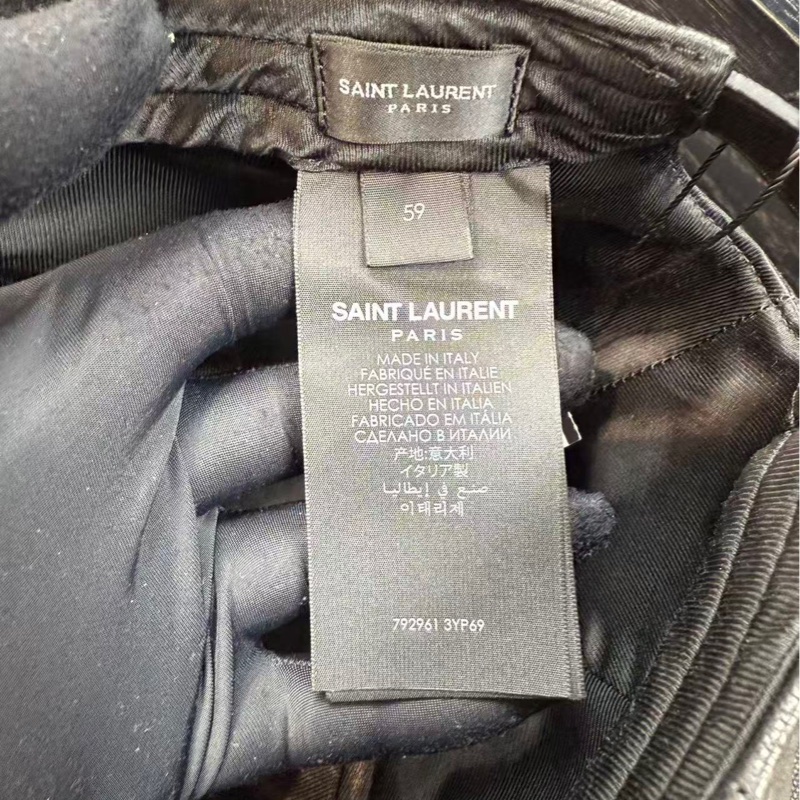 SAINT LAURENT
PARIS
59
SAINT LAURENT
PARIS
MADE IN ITALY
FABRIQUÉ EN ITALIE
HERGESTELLT IN ITALIEN
HECHO EN ITALIA
FABRICADO EM ITÁLIA
СДЕЛАНО В ИТАЛИИ
产地:意大利
イタリア製
صنع في إيطاليا
이태리제
792961 3YP69